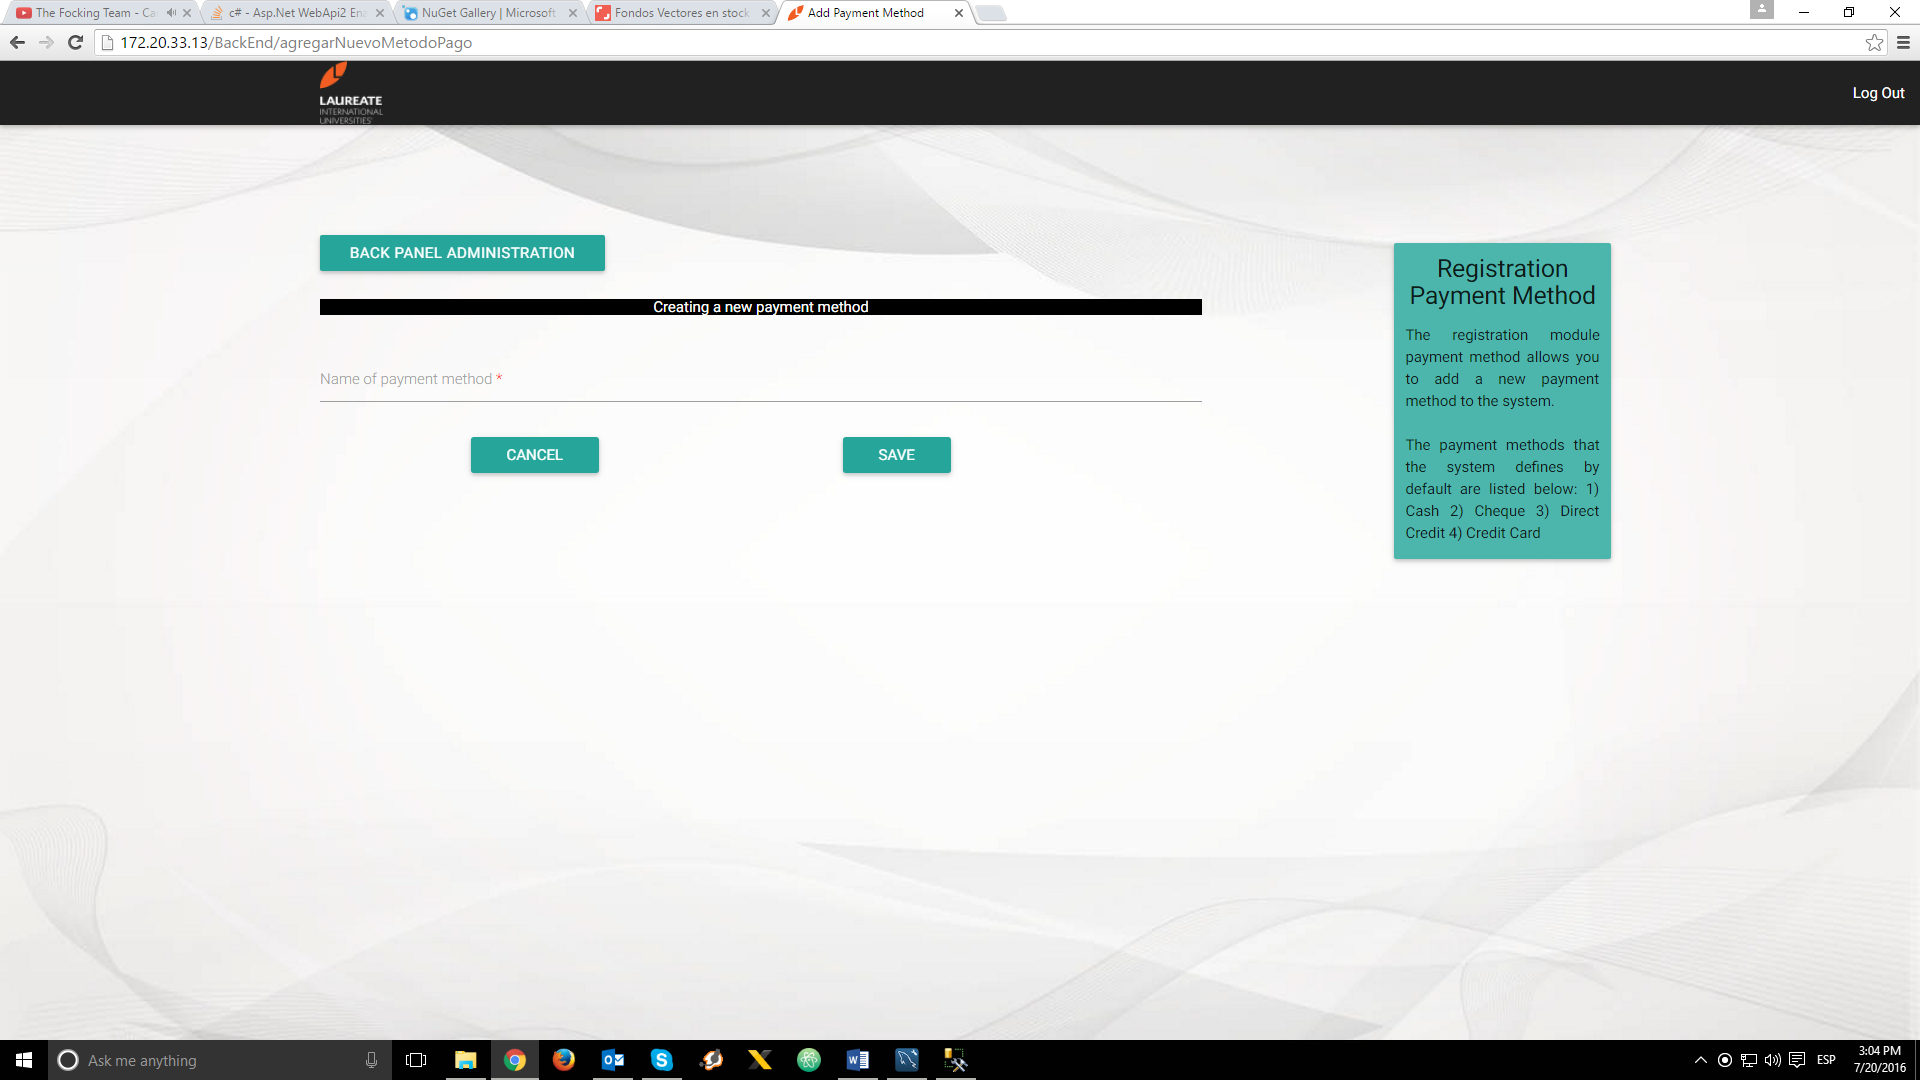 The Focking Team - Ca
c# - Asp.Net WebApi2 Ena
NuGet Gallery | Microsoft
Fondos Vectores en stock
Add Payment Method
172.20.33.13/BackEnd/agregarNuevoMetodoPago
LAUREATE
INTERNATIONAL
UNIVERSITIES
Log Out
BACK PANEL ADMINISTRATION
Creating a new payment method
Name of payment method *
CANCEL
SAVE
Registration
Payment Method
The registration module
payment method allows you
to add a new payment
method to the system.
The payment methods that
the system defines by
default are listed below: 1)
Cash 2) Cheque 3) Direct
Credit 4) Credit Card
Ask me anything
ESP
3:04 PM
7/20/2016